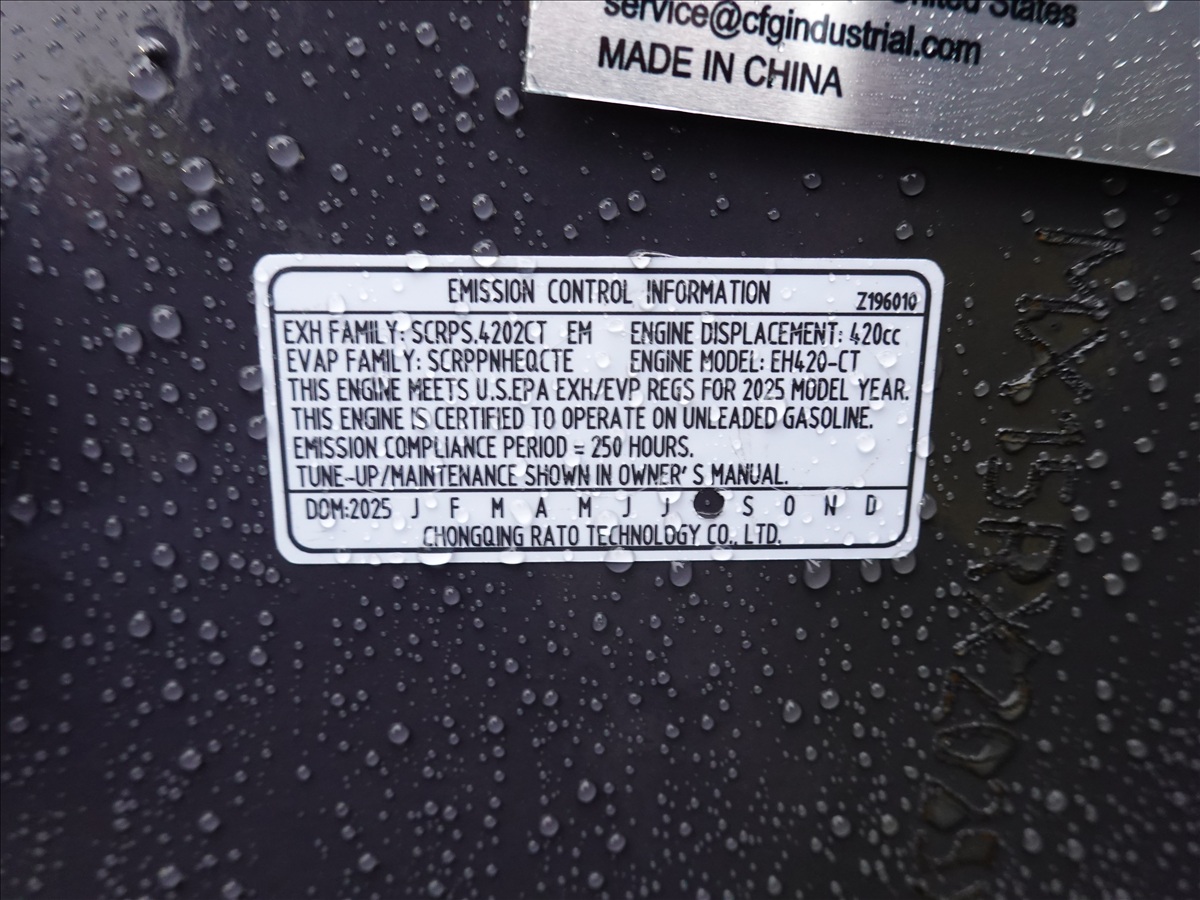 United States
service@cfgindustrial.com
MADE IN CHINA
EMISSION CONTROL INFORMATION
Z196010
EXH FAMILY: SCRPS.4202CT EM ENGINE DISPLACEMENT: 420cc
EVAP FAMILY: SCRPPNHEQCTE ENGINE MODEL: EH420-CT
THIS ENGINE MEETS U.S.EPA EXH/EVP REGS FOR 2025 MODEL YEAR.
THIS ENGINE IS CERTIFIED TO OPERATE ON UNLEADED GASOLINE.
EMISSION COMPLIANCE PERIOD = 250 HOURS.
TUNE-UP/MAINTENANCE SHOWN IN OWNER'S MANUAL.
DOM:2025 J F M A M J J S O N D
CHONGQING RATO TECHNOLOGY CO., LTD.